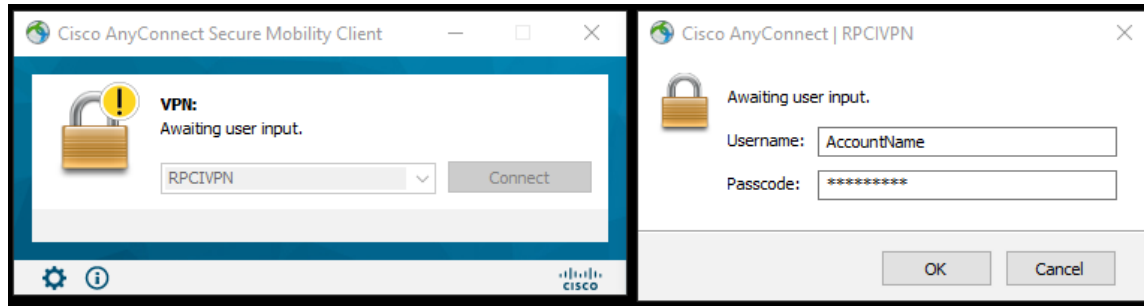 Cisco AnyConnect Secure Mobility Client
VPN:
Awaiting user input.
RPCIVPN
Connect
cisco
Cisco AnyConnect | RPCIVPN
Awaiting user input.
Username: AccountName
Passcode: *********
OK Cancel